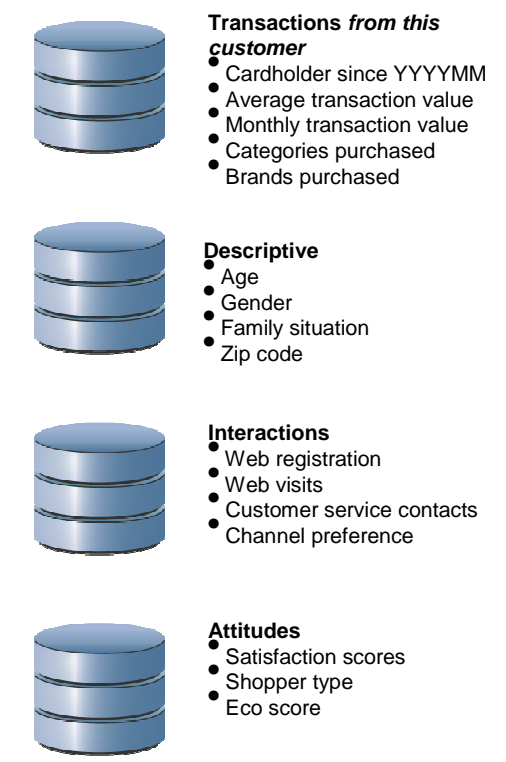 Transactions from this
customer
• Cardholder since YYYYMM
• Average transaction value
• Monthly transaction value
• Categories purchased
• Brands purchased
Descriptive
• Age
• Gender
• Family situation
• Zip code
Interactions
• Web registration
• Web visits
• Customer service contacts
• Channel preference
Attitudes
• Satisfaction scores
• Shopper type
• Eco score